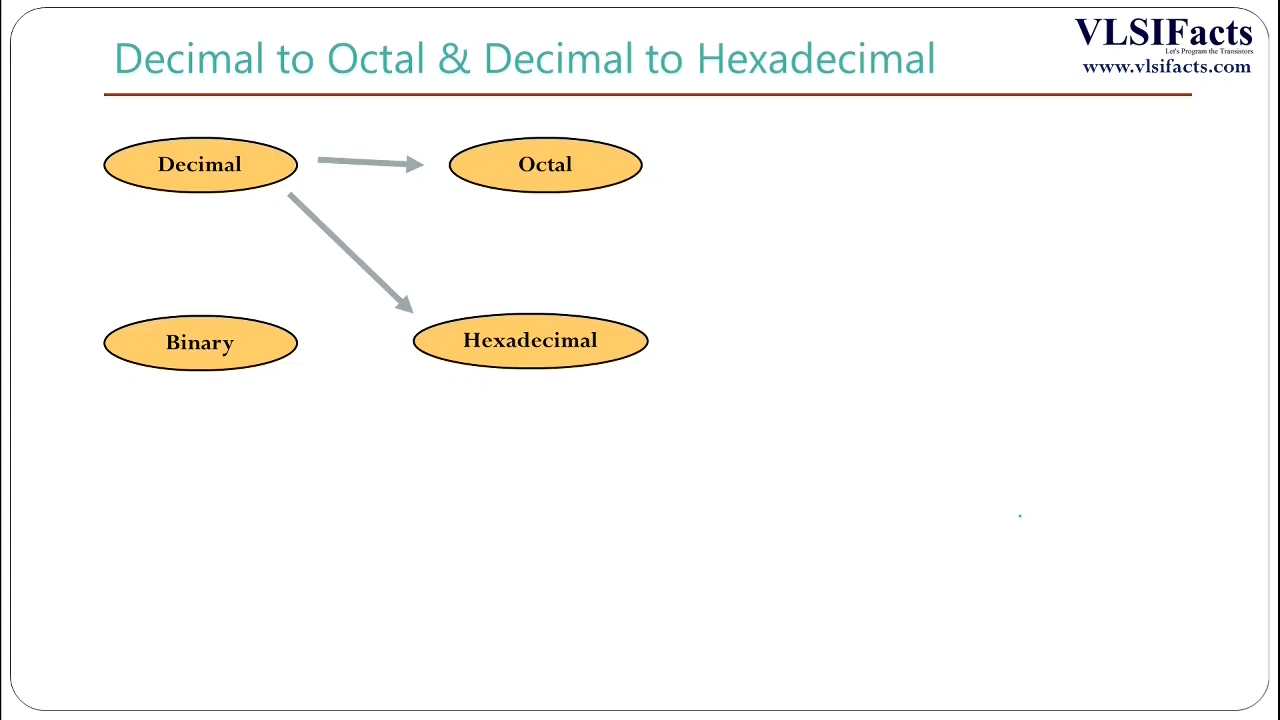 Decimal to Octal & Decimal to Hexadecimal
VLSIFacts
Let's Program the Transistors
www.vlsifacts.com
Decimal
Octal
Binary
Hexadecimal